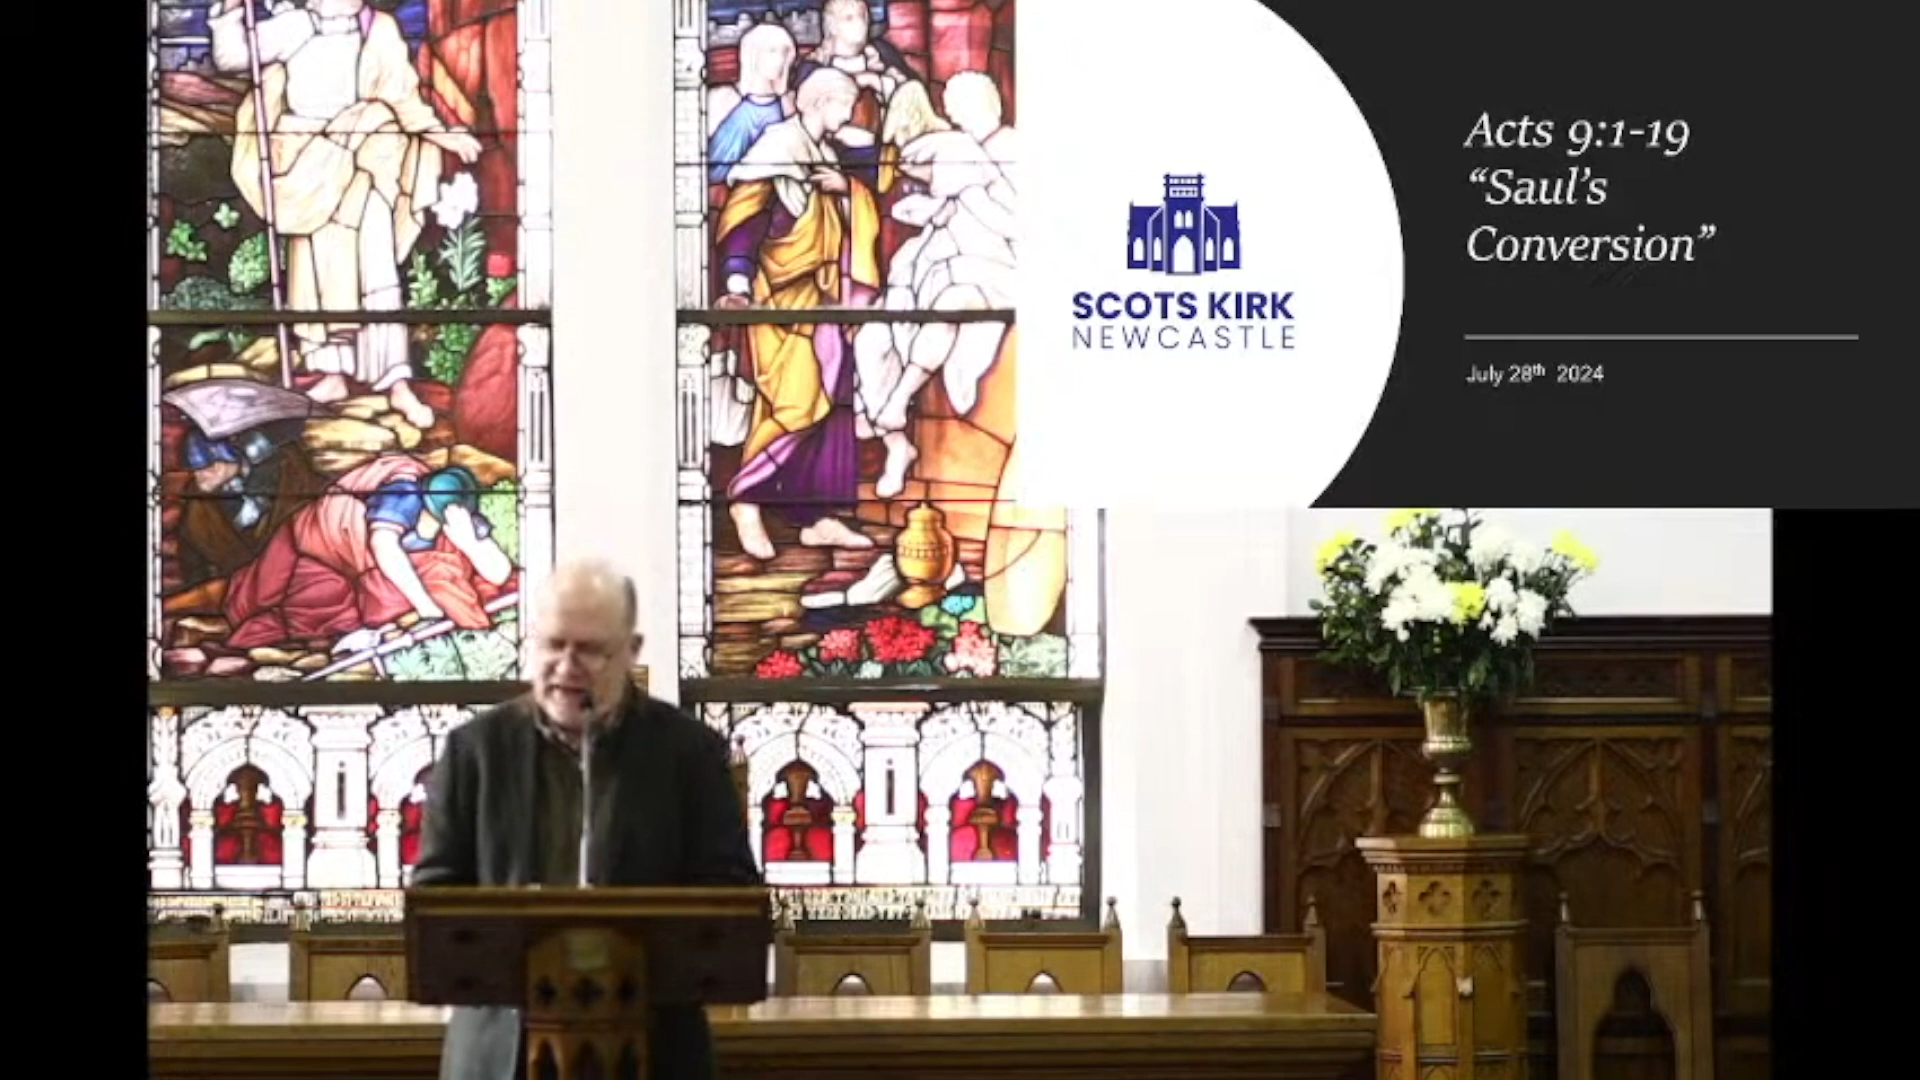 Acts 9:1-19
“Saul’s
Conversion”
SCOTS KIRK
NEWCASTLE
July 28th 2024